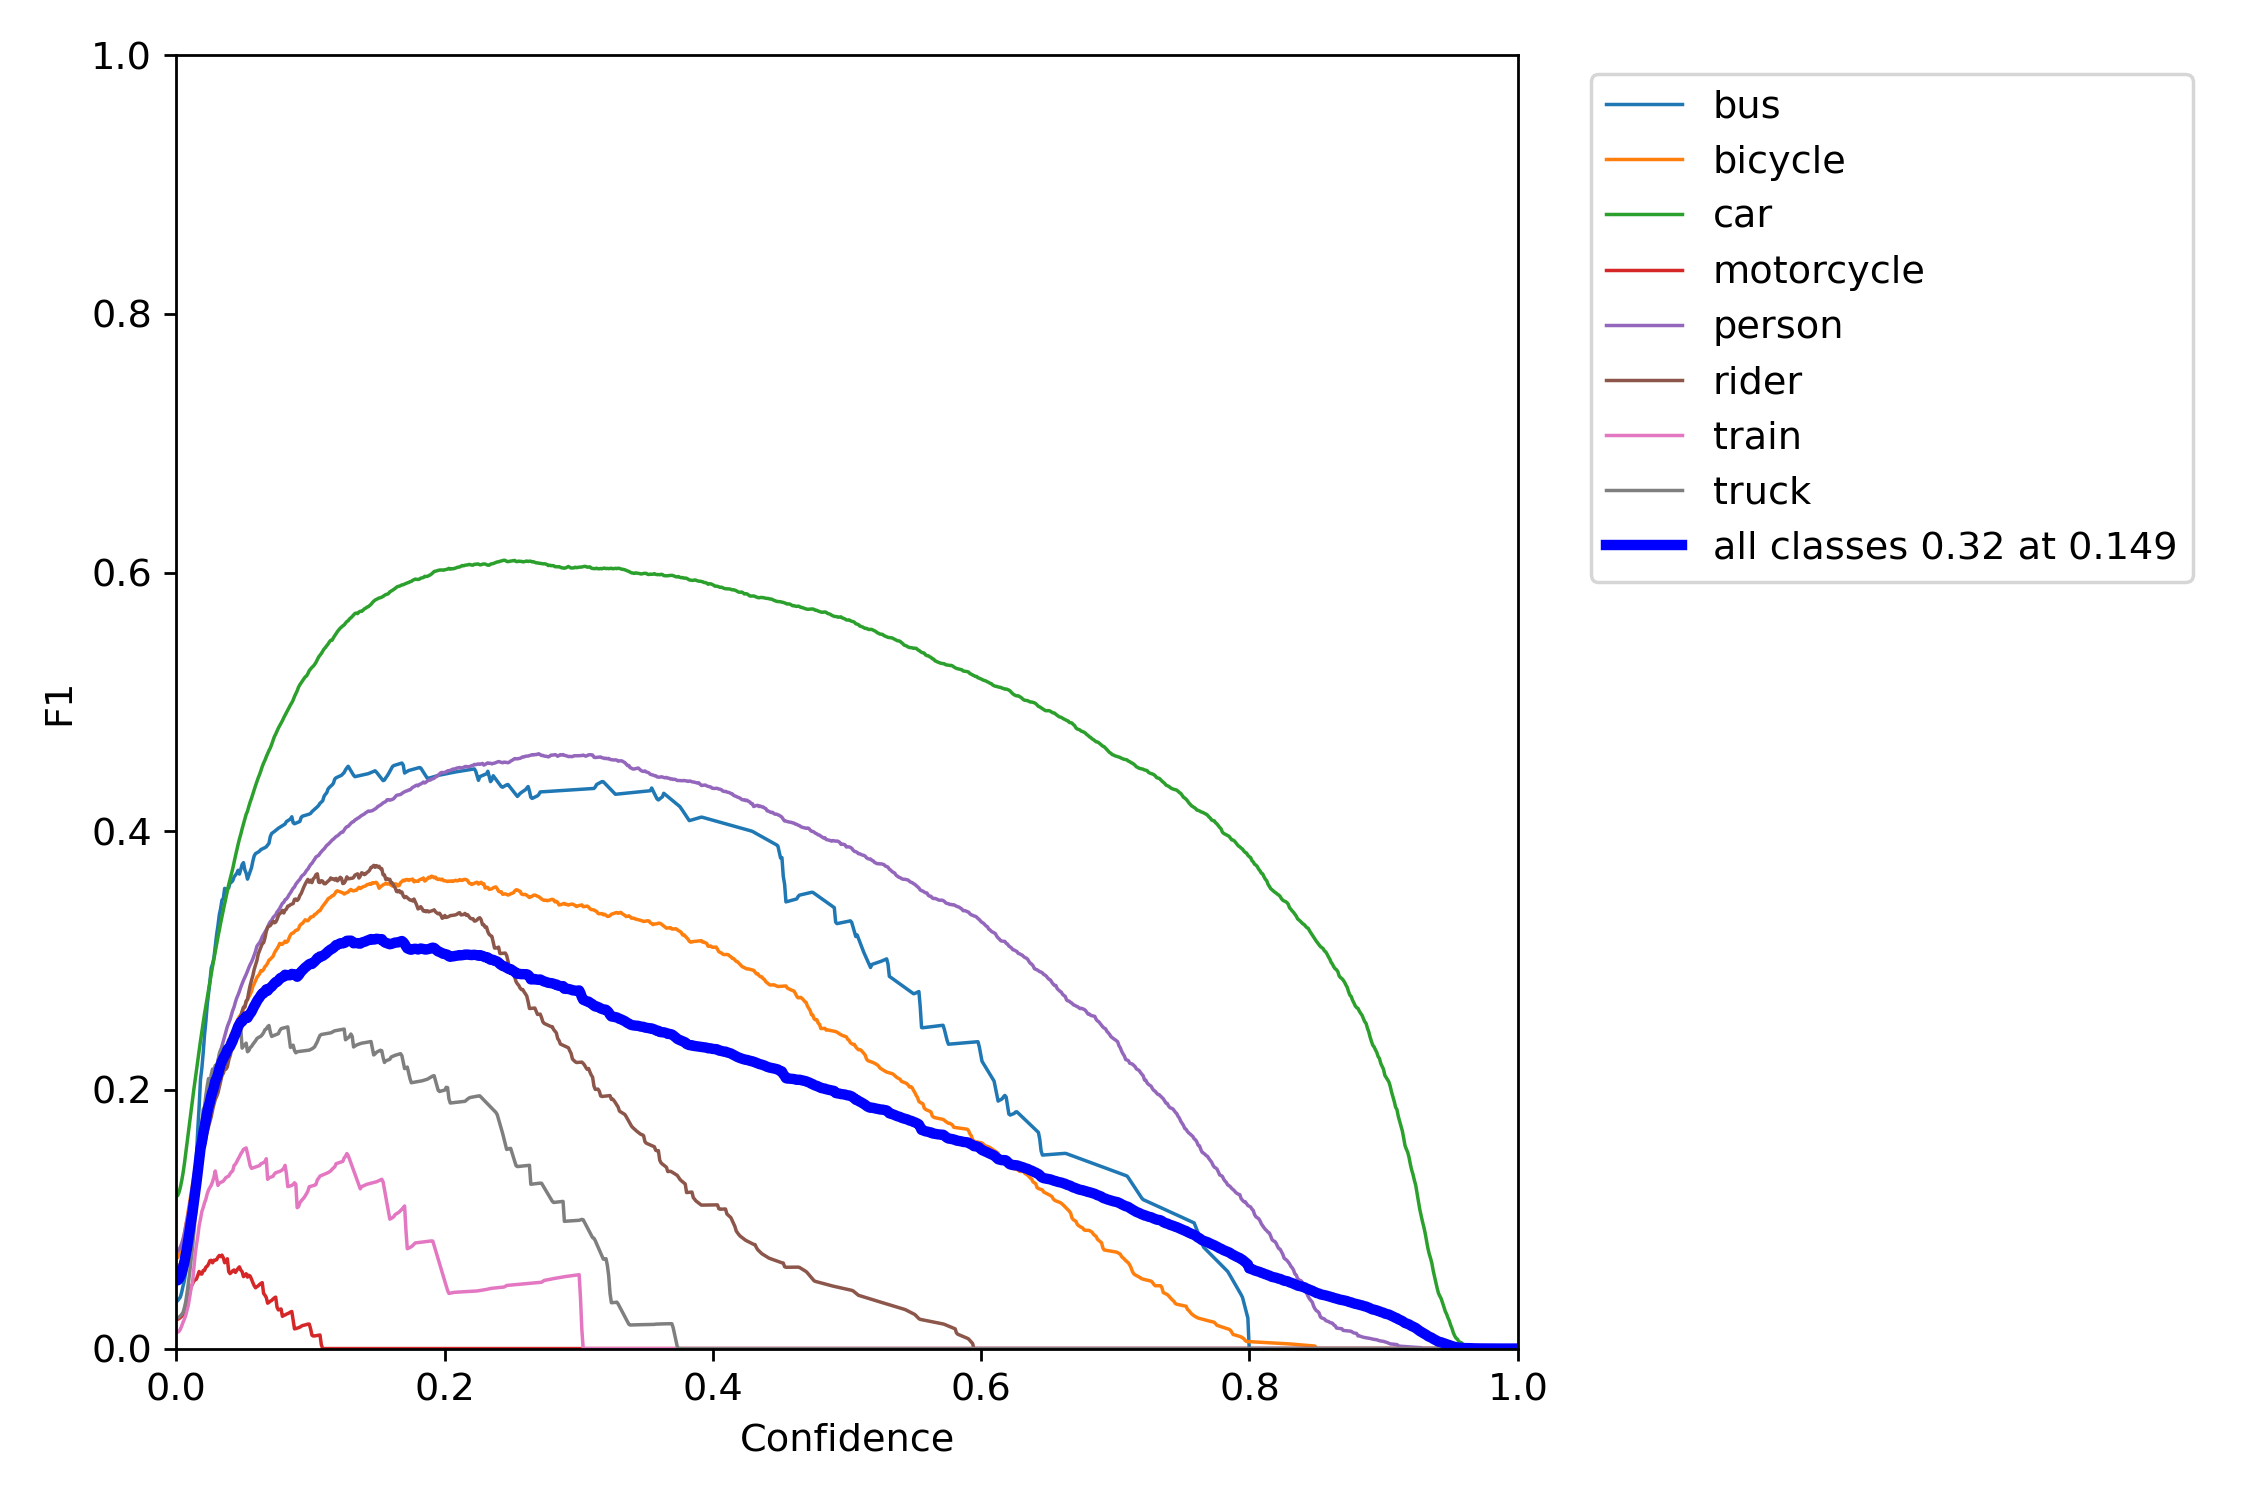 1.0
0.8
0.6
0.4
0.2
0.0
F1
0.0 0.2 0.4 0.6 0.8 1.0
Confidence
bus
bicycle
car
motorcycle
person
rider
train
truck
all classes 0.32 at 0.149